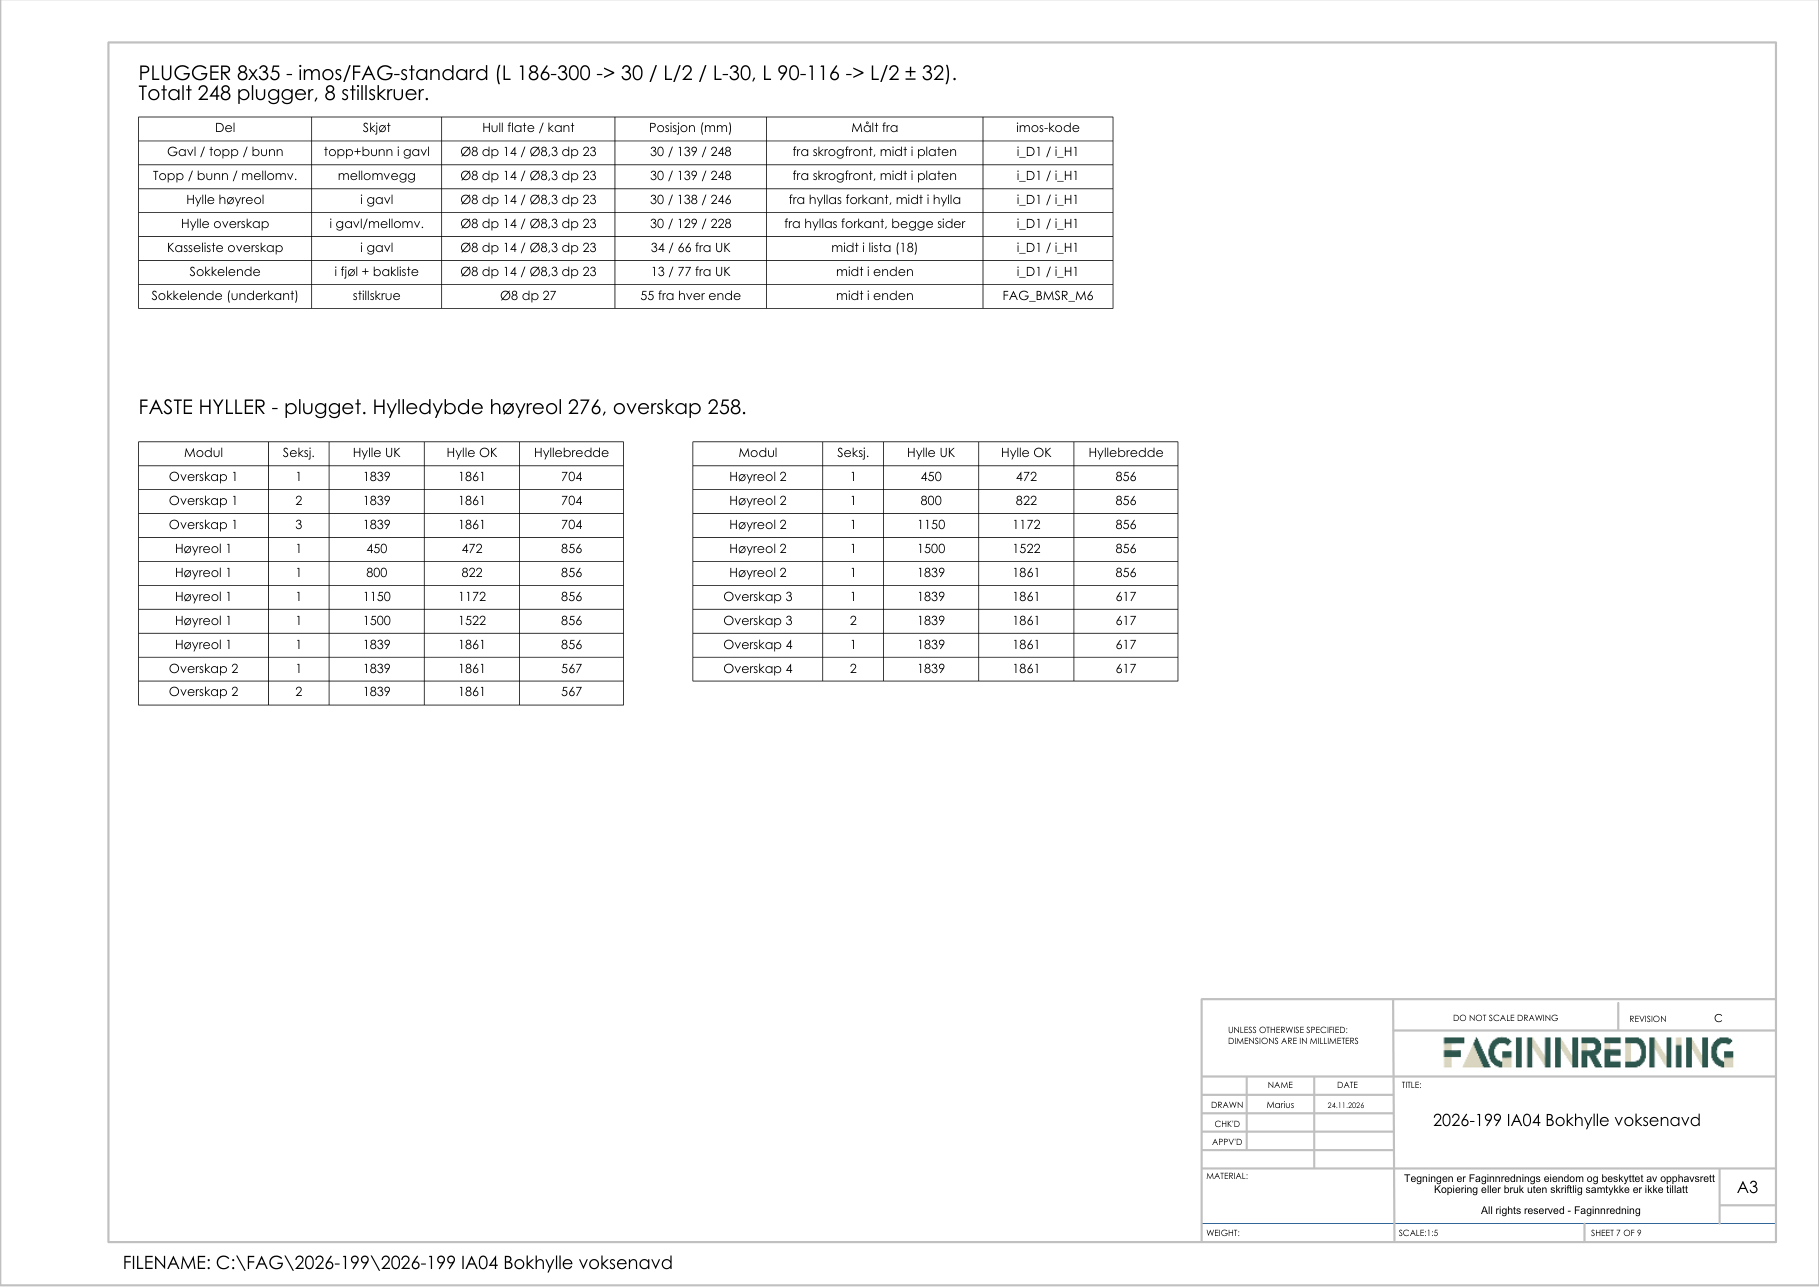 PLUGGER 8x35 - imos/FAG-standard (L 186-300 -> 30 / L/2 / L-30, L 90-116 -> L/2 ± 32).
Totalt 248 plugger, 8 stillskruer.
Del Skjøt Hull flate / kant Posisjon (mm) Målt fra imos-kode
Gavl / topp / bunn topp+bunn i gavl Ø8 dp 14 / Ø8,3 dp 23 30 / 139 / 248 fra skrogfront, midt i platen i_D1 / i_H1
Topp / bunn / mellomv. mellomvegg Ø8 dp 14 / Ø8,3 dp 23 30 / 139 / 248 fra skrogfront, midt i platen i_D1 / i_H1
Hylle høyreol i gavl Ø8 dp 14 / Ø8,3 dp 23 30 / 138 / 246 fra hyllas forkant, midt i hylla i_D1 / i_H1
Hylle overskap i gavl/mellomv. Ø8 dp 14 / Ø8,3 dp 23 30 / 129 / 228 fra hyllas forkant, begge sider i_D1 / i_H1
Kasseliste overskap i gavl Ø8 dp 14 / Ø8,3 dp 23 34 / 66 fra UK midt i lista (18) i_D1 / i_H1
Sokkelende i fjøl + bakliste Ø8 dp 14 / Ø8,3 dp 23 13 / 77 fra UK midt i enden i_D1 / i_H1
Sokkelende (underkant) stillskrue Ø8 dp 27 55 fra hver ende midt i enden FAG_BMSR_M6
FASTE HYLLER - plugget. Hylledybde høyreol 276, overskap 258.
Modul Seksj. Hylle UK Hylle OK Hyllebredde
Overskap 1 1 1839 1861 704
Overskap 1 2 1839 1861 704
Overskap 1 3 1839 1861 704
Høyreol 1 1 450 472 856
Høyreol 1 1 800 822 856
Høyreol 1 1 1150 1172 856
Høyreol 1 1 1500 1522 856
Høyreol 1 1 1839 1861 856
Overskap 2 1 1839 1861 567
Overskap 2 2 1839 1861 567
Modul Seksj. Hylle UK Hylle OK Hyllebredde
Høyreol 2 1 450 472 856
Høyreol 2 1 800 822 856
Høyreol 2 1 1150 1172 856
Høyreol 2 1 1500 1522 856
Høyreol 2 1 1839 1861 856
Overskap 3 1 1839 1861 617
Overskap 3 2 1839 1861 617
Overskap 4 1 1839 1861 617
Overskap 4 2 1839 1861 617
UNLESS OTHERWISE SPECIFIED:
DIMENSIONS ARE IN MILLIMETERS
DO NOT SCALE DRAWING REVISION C
FAGINNREDNING
NAME DATE
DRAWN Marius 24.11.2026
CHK'D
APPV'D
TITLE:
2026-199 IA04 Bokhylle voksenavd
MATERIAL:
Tegningen er Faginnrednings eiendom og beskyttet av opphavsrett
Kopiering eller bruk uten skriftlig samtykke er ikke tillatt
All rights reserved - Faginnredning
A3
WEIGHT: SCALE:1:5 SHEET 7 OF 9
FILENAME: C:\FAG\2026-199\2026-199 IA04 Bokhylle voksenavd